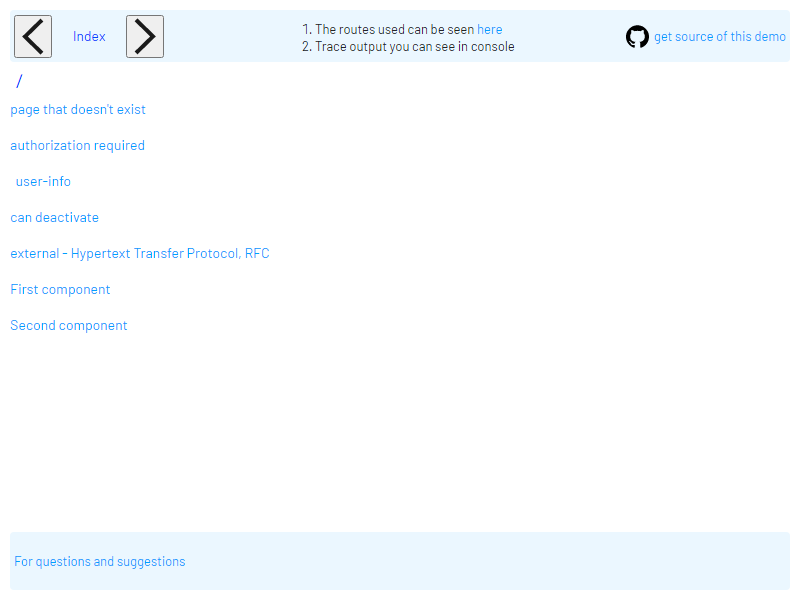 Index
1. The routes used can be seen here
2. Trace output you can see in console
get source of this demo
/
page that doesn't exist
authorization required
user-info
can deactivate
external - Hypertext Transfer Protocol, RFC
First component
Second component
For questions and suggestions